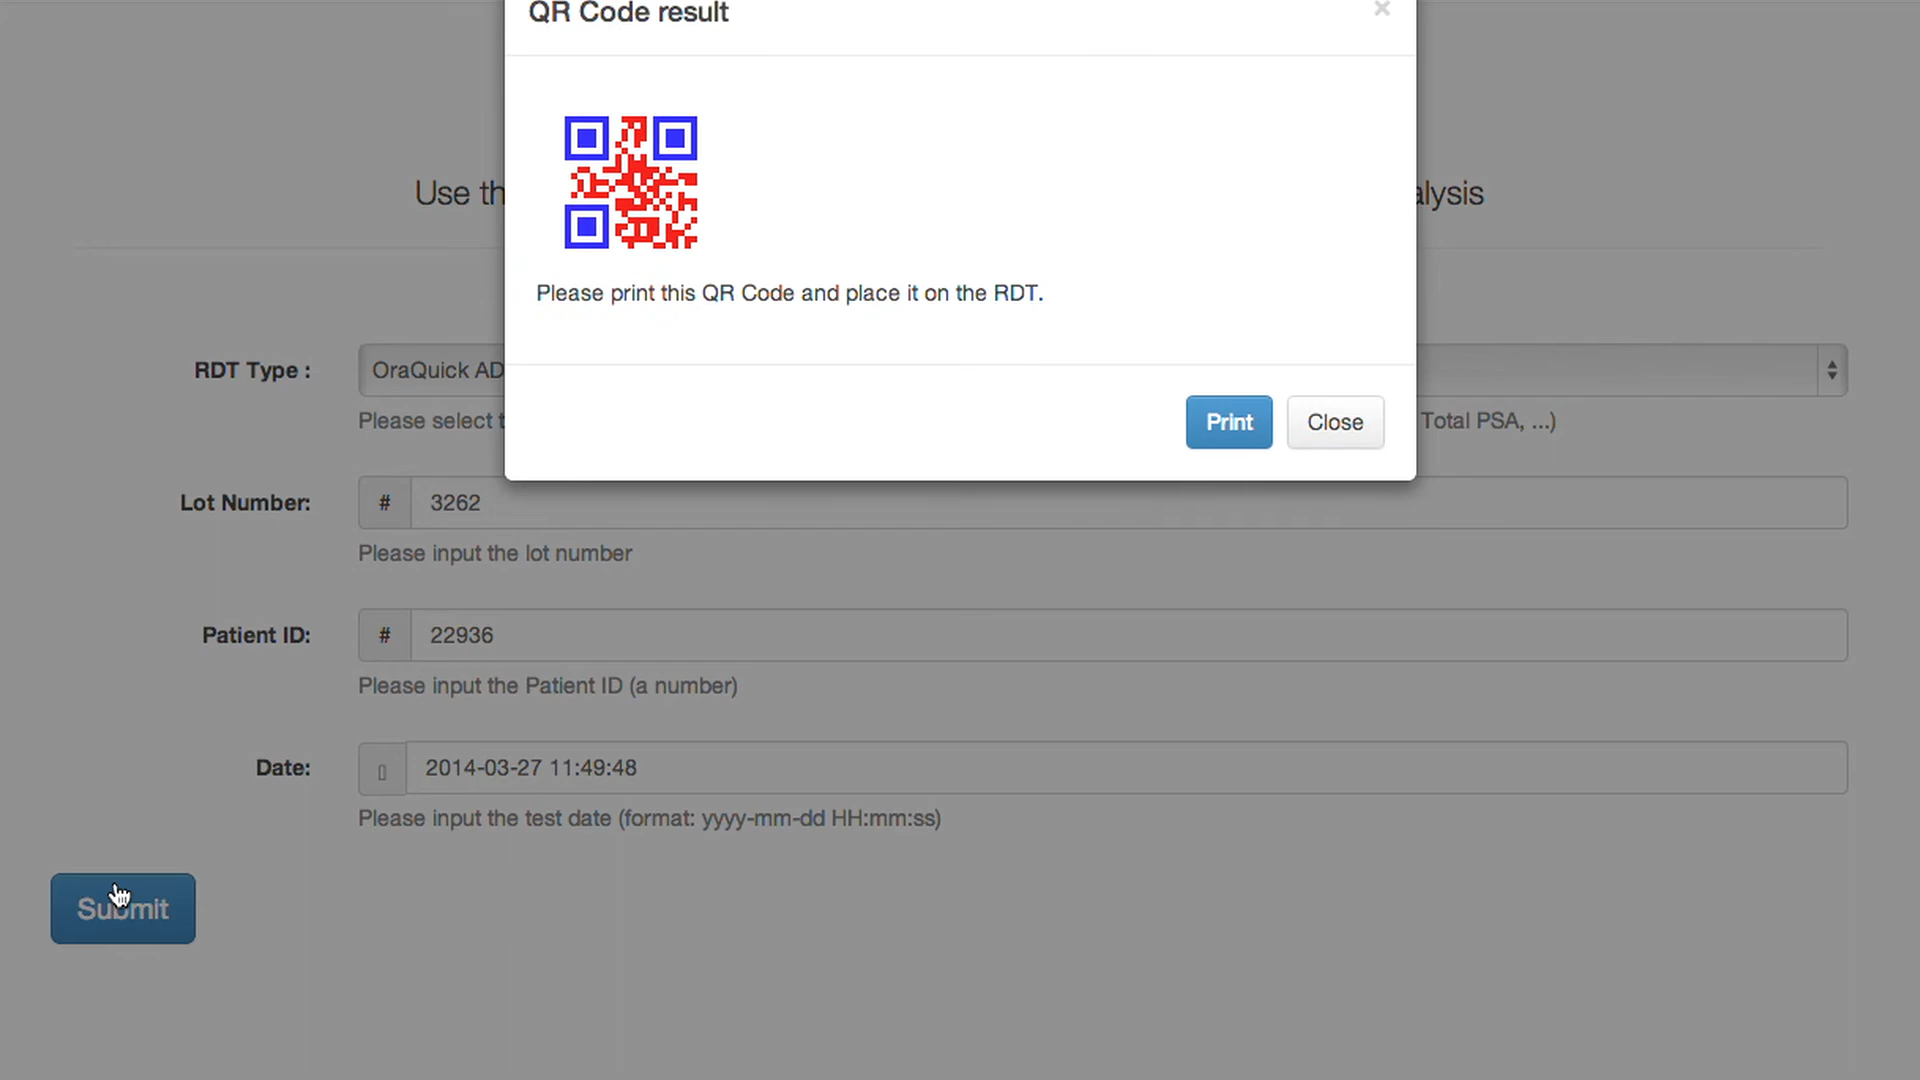 QR Code result
×
Use th
alysis
Please print this QR Code and place it on the RDT.
RDT Type :
OraQuick AD
Please select t
Total PSA, ...)
Print
Close
Lot Number:
# 3262
Please input the lot number
Patient ID:
# 22936
Please input the Patient ID (a number)
Date:
2014-03-27 11:49:48
Please input the test date (format: yyyy-mm-dd HH:mm:ss)
Submit